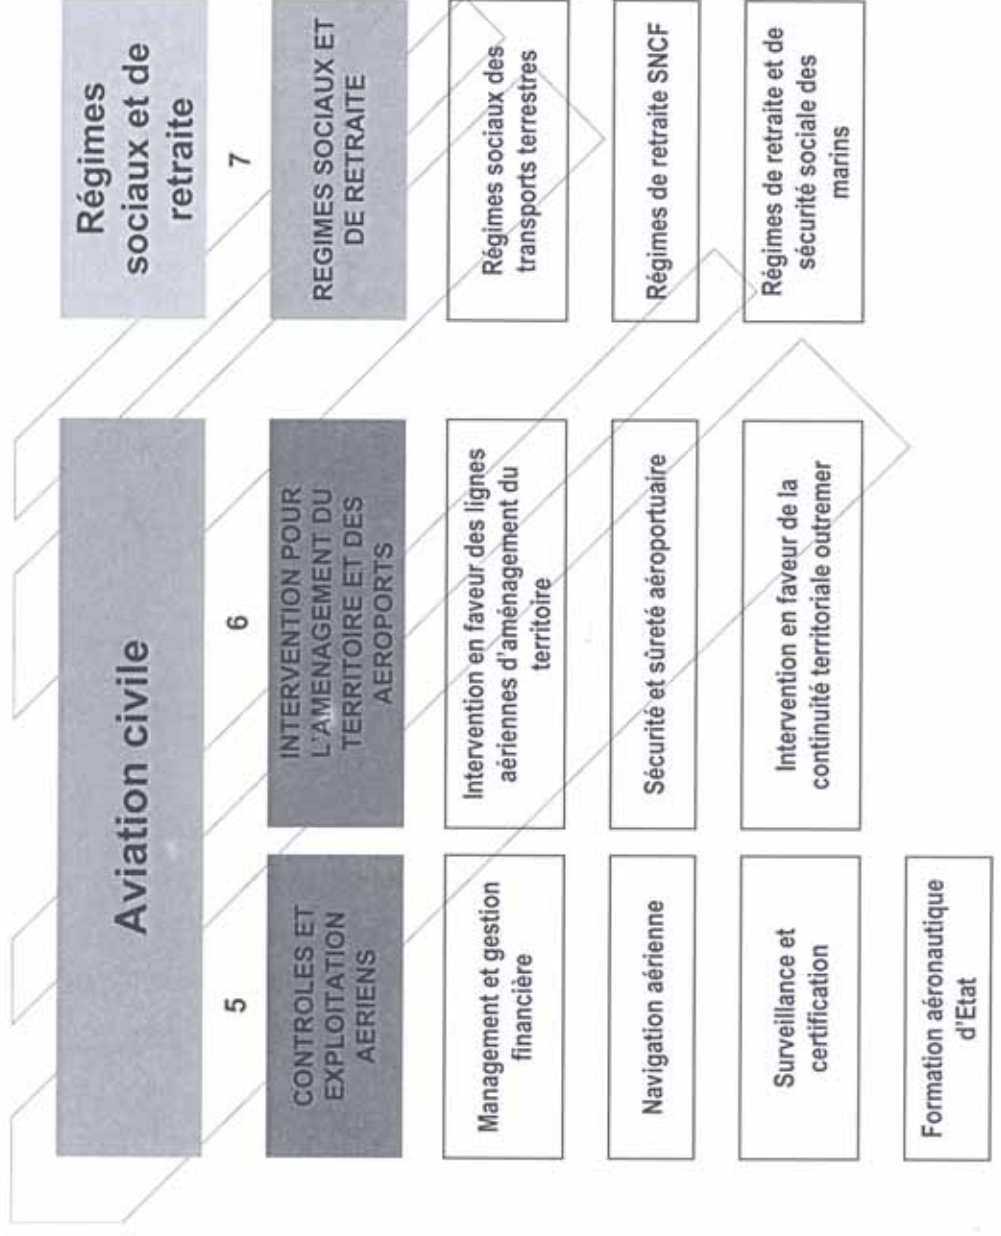 Aviation civile
Régimes
sociaux et de
retraite
5
6
7
CONTROLES ET
EXPLOITATION
AERIENS
INTERVENTION POUR
L'AMENAGEMENT DU
TERRITOIRE ET DES
AEROPORTS
REGIMES SOCIAUX ET
DE RETRAITE
Management et gestion
financière
Intervention en faveur des lignes
aériennes d'aménagement du
territoire
Régimes sociaux des
transports terrestres
Navigation aérienne
Sécurité et sûreté aéroportuaire
Régimes de retraite SNCF
Surveillance et
certification
Intervention en faveur de la
continuité territoriale outremer
Régimes de retraite et de
sécurité sociale des
marins
Formation aéronautique
d'Etat